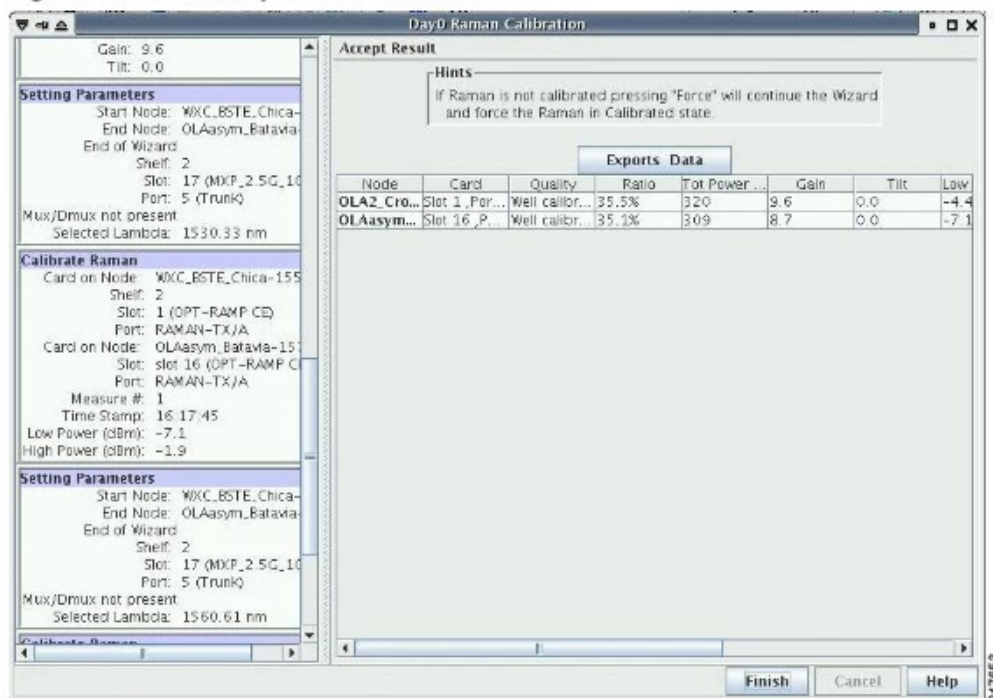 Day0 Raman Calibration
Gain: 9.6
Tilt: 0.0
Setting Parameters
Start Node: WXC_BSTE_Chica-
End Node: OLAasym_Batavia-
End of Wizard
Shelf: 2
Slot: 17 (MXP_2.5G_10
Port: 5 (Trunk)
Mux/Dmux not present
Selected Lambda: 1530.33 nm
Calibrate Raman
Card on Node: WXC_BSTE_Chica-155
Shelf: 2
Slot: 1 (OPT-RAMP CE)
Port: RAMAN-TX/A
Card on Node: OLAasym_Batavia-157
Slot: slot 16 (OPT-RAMP C
Port: RAMAN-TX/A
Measure #: 1
Time Stamp: 16:17:45
Low Power (dBm): -7.1
High Power (dBm): -1.9
Setting Parameters
Start Node: WXC_BSTE_Chica-
End Node: OLAasym_Batavia-
End of Wizard
Shelf: 2
Slot: 17 (MXP_2.5G_10
Port: 5 (Trunk)
Mux/Dmux not present
Selected Lambda: 1560.61 nm
Calibrate Raman
Accept Result
Hints
If Raman is not calibrated pressing "Force" will continue the Wizard
and force the Raman in Calibrated state.
Exports Data
Node Card Quality Ratio Tot Power ... Gain Tilt Low
OLA2_Cro... Slot 1 ,Por... Well calibr... 35.5% 320 9.6 0.0 -4.4
OLAasym... Slot 16 ,P... Well calibr... 35.1% 309 8.7 0.0 -7.1
Finish Cancel Help